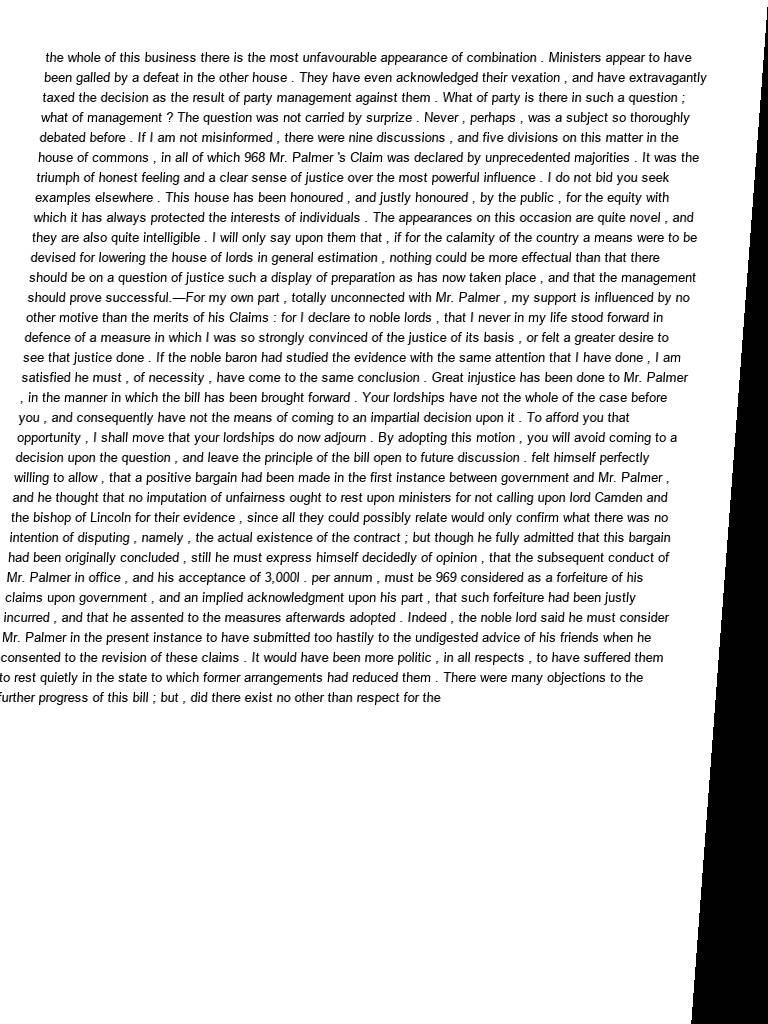 the whole of this business there is the most unfavourable appearance of combination . Ministers appear to have
been galled by a defeat in the other house . They have even acknowledged their vexation , and have extravagantly
taxed the decision as the result of party management against them . What of party is there in such a question ;
what of management ? The question was not carried by surprize . Never , perhaps , was a subject so thoroughly
debated before . If I am not misinformed , there were nine discussions , and five divisions on this matter in the
house of commons , in all of which 968 Mr. Palmer 's Claim was declared by unprecedented majorities . It was the
triumph of honest feeling and a clear sense of justice over the most powerful influence . I do not bid you seek
examples elsewhere . This house has been honoured , and justly honoured , by the public , for the equity with
which it has always protected the interests of individuals . The appearances on this occasion are quite novel , and
they are also quite intelligible . I will only say upon them that , if for the calamity of the country a means were to be
devised for lowering the house of lords in general estimation , nothing could be more effectual than that there
should be on a question of justice such a display of preparation as has now taken place , and that the management
should prove successful.—For my own part , totally unconnected with Mr. Palmer , my support is influenced by no
other motive than the merits of his Claims : for I declare to noble lords , that I never in my life stood forward in
defence of a measure in which I was so strongly convinced of the justice of its basis , or felt a greater desire to
see that justice done . If the noble baron had studied the evidence with the same attention that I have done , I am
satisfied he must , of necessity , have come to the same conclusion . Great injustice has been done to Mr. Palmer
, in the manner in which the bill has been brought forward . Your lordships have not the whole of the case before
you , and consequently have not the means of coming to an impartial decision upon it . To afford you that
opportunity , I shall move that your lordships do now adjourn . By adopting this motion , you will avoid coming to a
decision upon the question , and leave the principle of the bill open to future discussion . felt himself perfectly
willing to allow , that a positive bargain had been made in the first instance between government and Mr. Palmer ,
and he thought that no imputation of unfairness ought to rest upon ministers for not calling upon lord Camden and
the bishop of Lincoln for their evidence , since all they could possibly relate would only confirm what there was no
intention of disputing , namely , the actual existence of the contract ; but though he fully admitted that this bargain
had been originally concluded , still he must express himself decidedly of opinion , that the subsequent conduct of
Mr. Palmer in office , and his acceptance of 3,000l . per annum , must be 969 considered as a forfeiture of his
claims upon government , and an implied acknowledgment upon his part , that such forfeiture had been justly
incurred , and that he assented to the measures afterwards adopted . Indeed , the noble lord said he must consider
Mr. Palmer in the present instance to have submitted too hastily to the undigested advice of his friends when he
consented to the revision of these claims . It would have been more politic , in all respects , to have suffered them
to rest quietly in the state to which former arrangements had reduced them . There were many objections to the
further progress of this bill ; but , did there exist no other than respect for the